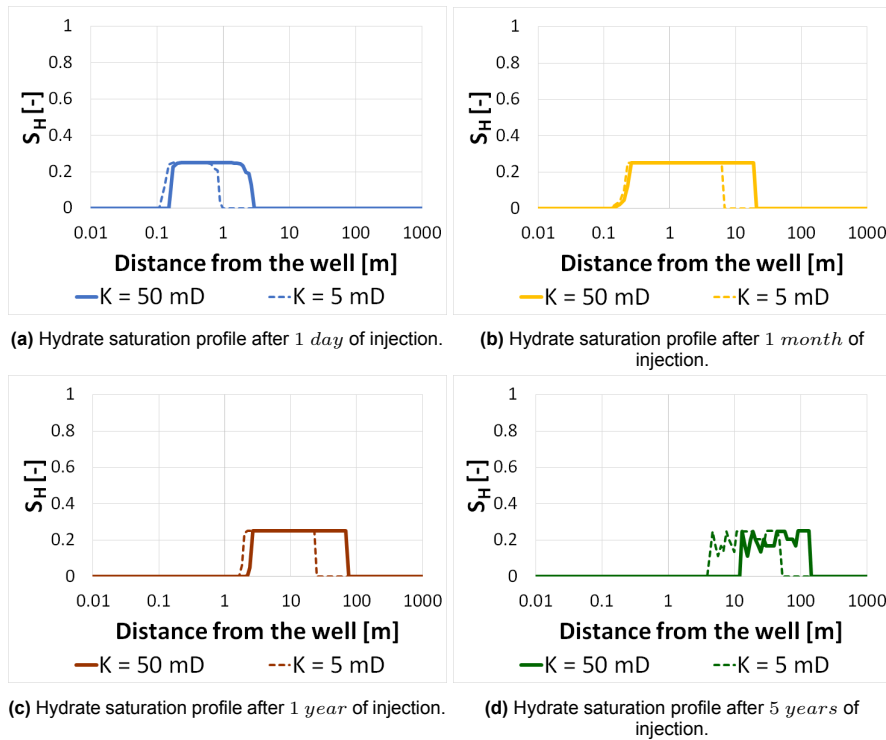 1
0.8
0.6
0.4
0.2
0
S_H [-]
0.01 0.1 1 10 100 1000
Distance from the well [m]
K = 50 mD K = 5 mD
(a) Hydrate saturation profile after 1 day of injection.
1
0.8
0.6
0.4
0.2
0
S_H [-]
0.01 0.1 1 10 100 1000
Distance from the well [m]
K = 50 mD K = 5 mD
(b) Hydrate saturation profile after 1 month of
injection.
1
0.8
0.6
0.4
0.2
0
S_H [-]
0.01 0.1 1 10 100 1000
Distance from the well [m]
K = 50 mD K = 5 mD
(c) Hydrate saturation profile after 1 year of injection.
1
0.8
0.6
0.4
0.2
0
S_H [-]
0.01 0.1 1 10 100 1000
Distance from the well [m]
K = 50 mD K = 5 mD
(d) Hydrate saturation profile after 5 years of
injection.